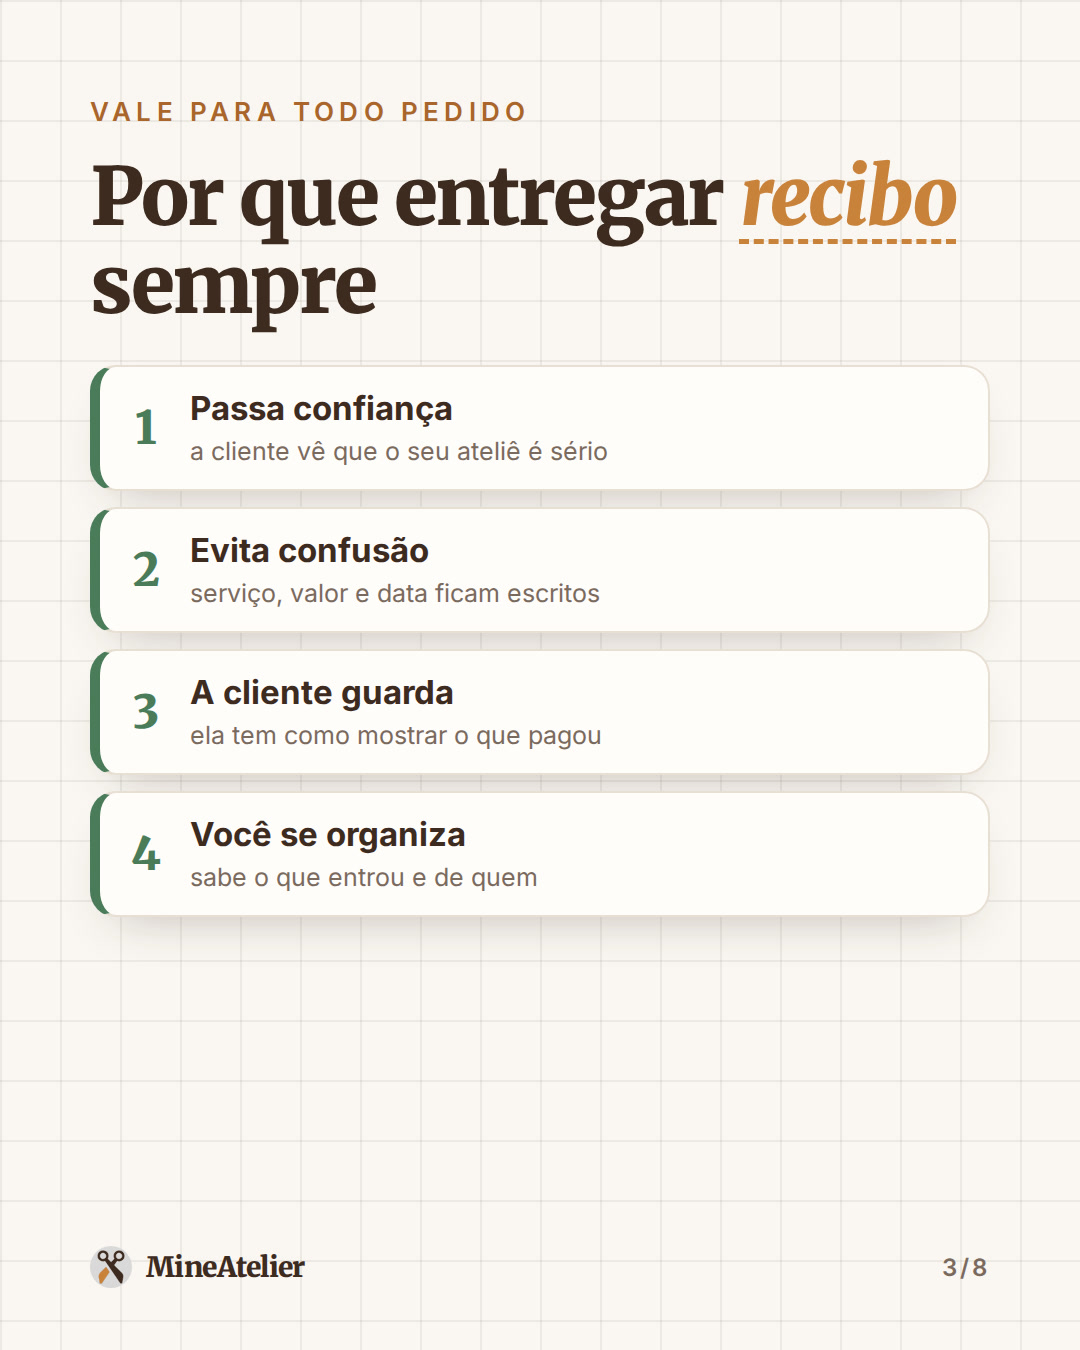 VALE PARA TODO PEDIDO
Por que entregar recibo
sempre
1
Passa confiança
a cliente vê que o seu ateliê é sério
2
Evita confusão
serviço, valor e data ficam escritos
3
A cliente guarda
ela tem como mostrar o que pagou
4
Você se organiza
sabe o que entrou e de quem
MineAtelier
3/8